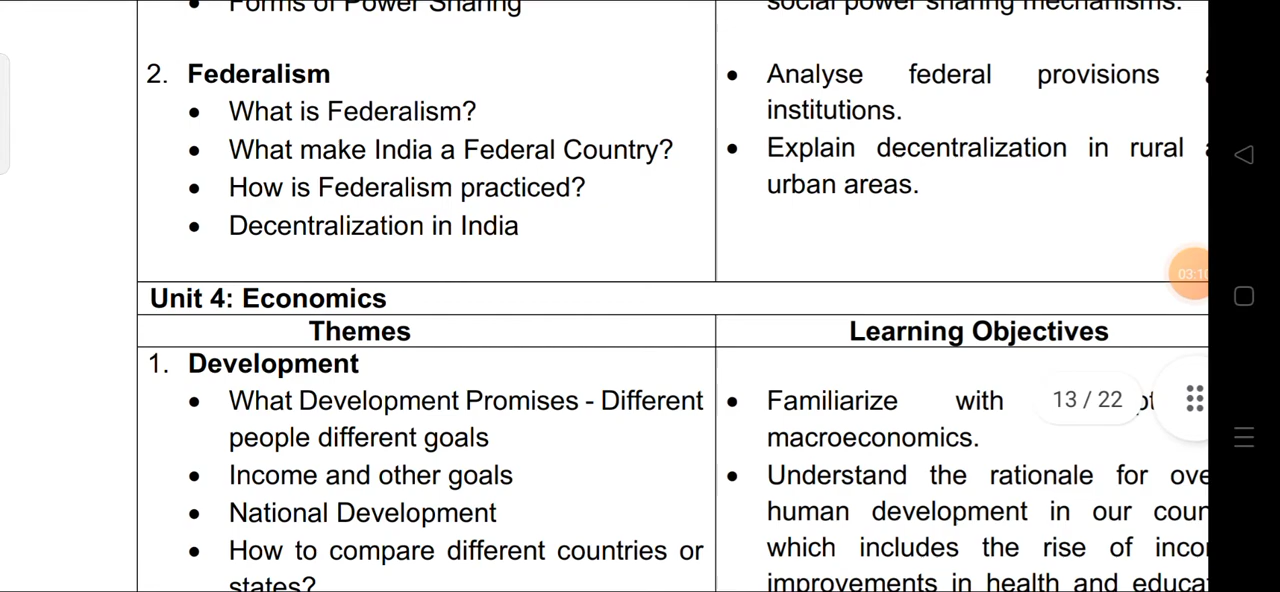 Forms of Power Sharing
social power sharing mechanisms.
2. Federalism
• What is Federalism?
• What make India a Federal Country?
• How is Federalism practiced?
• Decentralization in India
• Analyse federal provisions
institutions.
• Explain decentralization in rural
urban areas.
Unit 4: Economics
Themes
Learning Objectives
1. Development
• What Development Promises - Different
people different goals
• Income and other goals
• National Development
• How to compare different countries or
states?
• Familiarize with
macroeconomics.
• Understand the rationale for
human development in our
which includes the rise of
improvements in health and
13 / 22
03:10